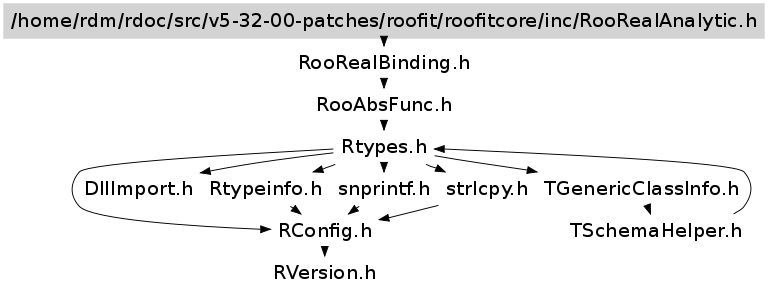 /home/rdm/rdoc/src/v5-32-00-patches/roofit/roofitcore/inc/RooRealAnalytic.h
RooRealBinding.h
RooAbsFunc.h
Rtypes.h
DllImport.h Rtypeinfo.h snprintf.h strlcpy.h TGenericClassInfo.h
RConfig.h TSchemaHelper.h
RVersion.h